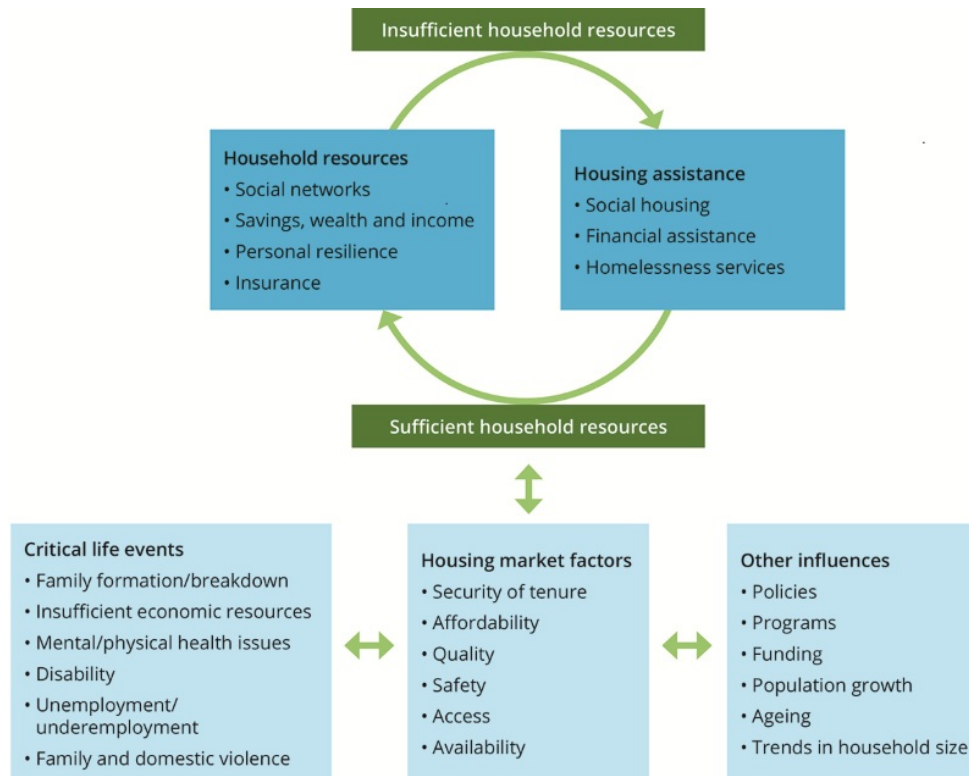 Insufficient household resources
Household resources
• Social networks
• Savings, wealth and income
• Personal resilience
• Insurance
Housing assistance
• Social housing
• Financial assistance
• Homelessness services
Sufficient household resources
Critical life events
• Family formation/breakdown
• Insufficient economic resources
• Mental/physical health issues
• Disability
• Unemployment/
underemployment
• Family and domestic violence
Housing market factors
• Security of tenure
• Affordability
• Quality
• Safety
• Access
• Availability
Other influences
• Policies
• Programs
• Funding
• Population growth
• Ageing
• Trends in household size